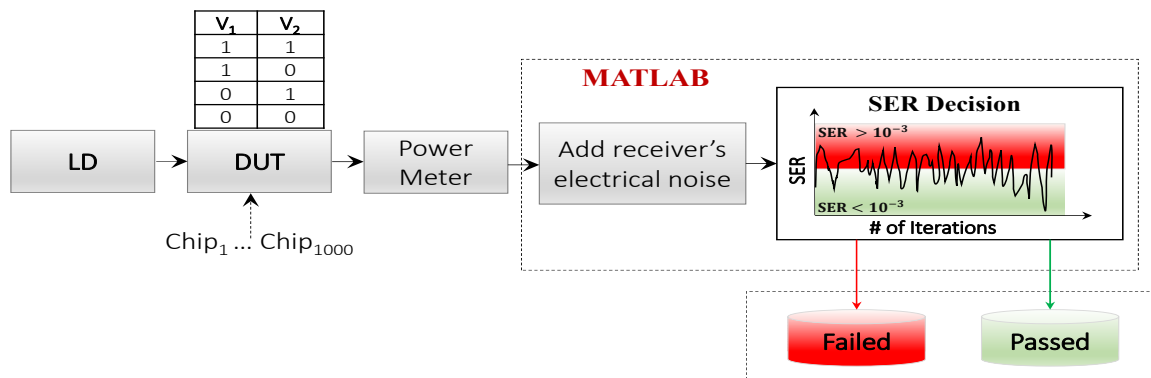 V₁ V₂
1 1
1 0
0 1
0 0
LD
DUT
Power
Meter
Chip₁ ... Chip₁₀₀₀
MATLAB
Add receiver's
electrical noise
SER Decision
SER > 10⁻³
SER
SER < 10⁻³
# of Iterations
Failed
Passed